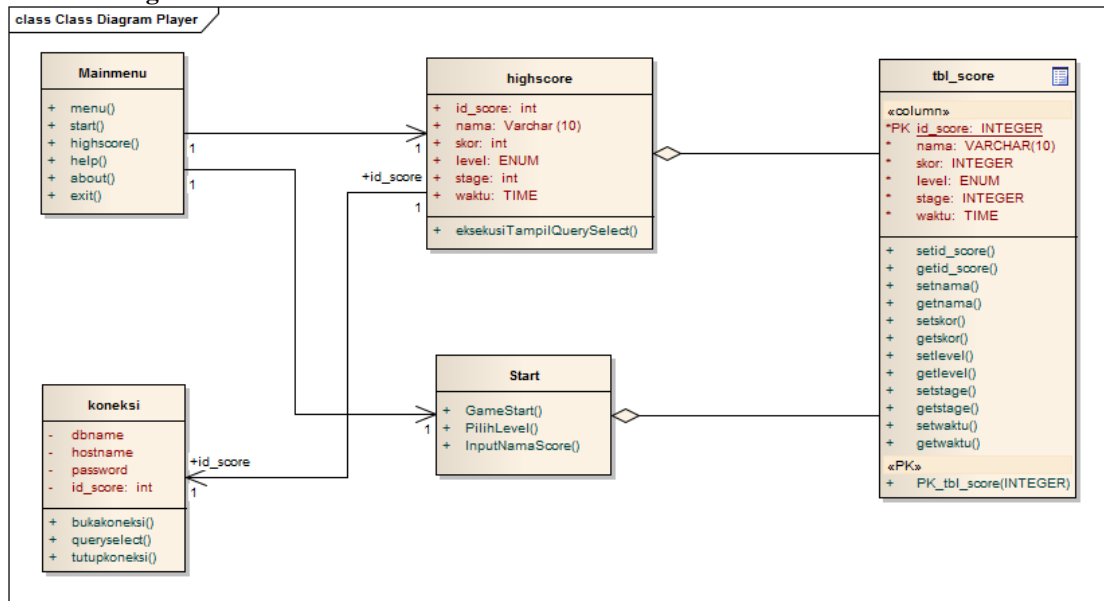 class Class Diagram Player
Mainmenu
+ menu()
+ start()
+ highscore()
+ help()
+ about()
+ exit()
1
1
highscore
+ id_score: int
+ nama: Varchar (10)
+ skor: int
+ level: ENUM
+ stage: int
+ waktu: TIME
+ eksekusiTampilQuerySelect()
1
+id_score
1
tbl_score
«column»
*PK id_score: INTEGER
* nama: VARCHAR(10)
* skor: INTEGER
* level: ENUM
* stage: INTEGER
* waktu: TIME
+ setid_score()
+ getid_score()
+ setnama()
+ getnama()
+ setskor()
+ getskor()
+ setlevel()
+ getlevel()
+ setstage()
+ getstage()
+ setwaktu()
+ getwaktu()
«PK»
+ PK_tbl_score(INTEGER)
koneksi
- dbname
- hostname
- password
- id_score: int
+ bukakoneksi()
+ queryselect()
+ tutupkoneksi()
+id_score
1
Start
+ GameStart()
+ PilihLevel()
+ InputNamaScore()
1